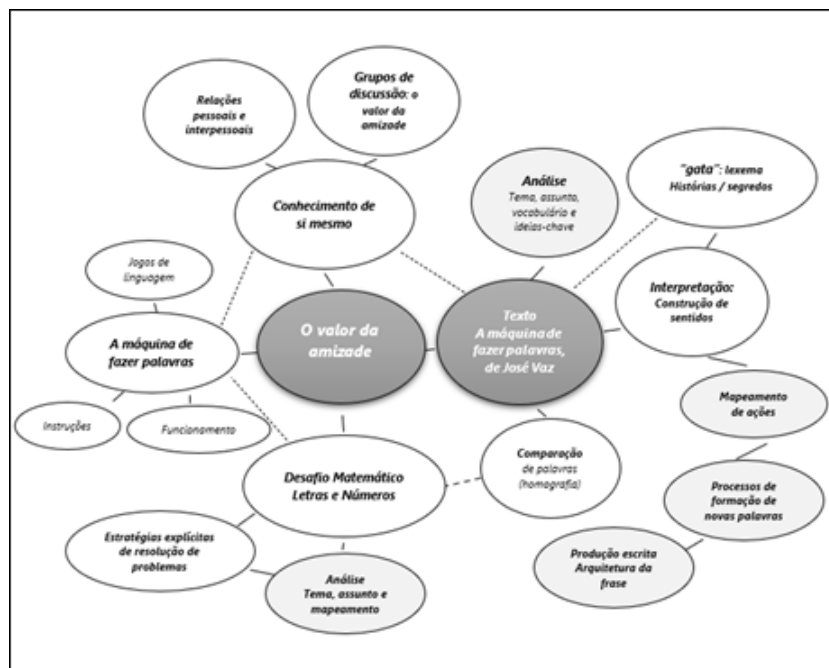 Relações
pessoais e
interpessoais
Grupos de
discussão: o
valor da
amizade
Conhecimento de
si mesmo
Análise
Tema, assunto,
vocabulário e
ideias-chave
"gata": lexema
Histórias / segredos
Jogos de
linguagem
Interpretação:
Construção de
sentidos
A máquina de
fazer palavras
O valor da
amizade
Texto
A máquina de
fazer palavras,
de José Vaz
Instruções
Funcionamento
Mapeamento
de ações
Desafio Matemático
Letras e Números
Comparação
de palavras
(homografia)
Processos de
formação de
novas palavras
Estratégias explícitas
de resolução de
problemas
Análise
Tema, assunto e
mapeamento
Produção escrita
Arquitetura da
frase